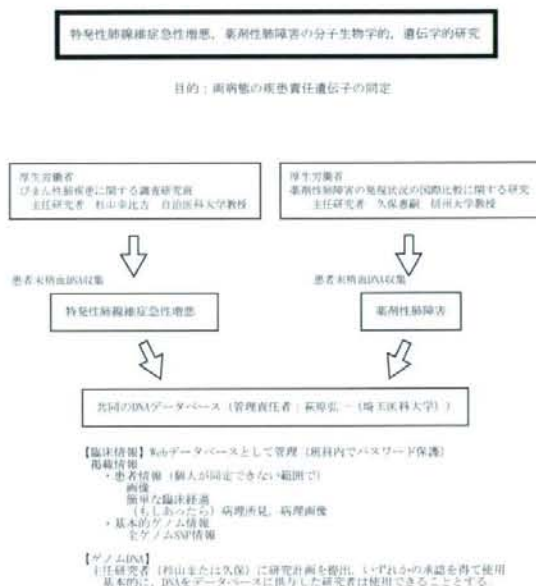 特発性肺線維症急性増悪，薬剤性肺障害の分子生物学的，遺伝学的研究
目的：両病態の疾患責任遺伝子の同定
厚生労働省
びまん性肺疾患に関する調査研究班
主任研究者　杉山幸比古　自治医科大学教授
厚生労働省
薬剤性肺障害の発現状況の国際比較に関する研究
主任研究者　久保惠嗣　信州大学教授
患者末梢血DNA収集
患者末梢血DNA収集
特発性肺線維症急性増悪
薬剤性肺障害
共同のDNAデータベース（管理責任者：萩原弘一（埼玉医科大学））
【臨床情報】Webデータベースとして管理（班科内でパスワード保護）
掲載情報
・患者情報（個人が同定できない範囲で）
画像
簡単な臨床経過
（もしあったら）病理所見，病理画像
・基本的ゲノム情報
全ゲノムSNP情報
【ゲノムDNA】
主任研究者（杉山または久保）に研究計画を提出，いずれかの承認を得て使用
基本的に，DNAをデータベースに供与した研究者は使用できることとする